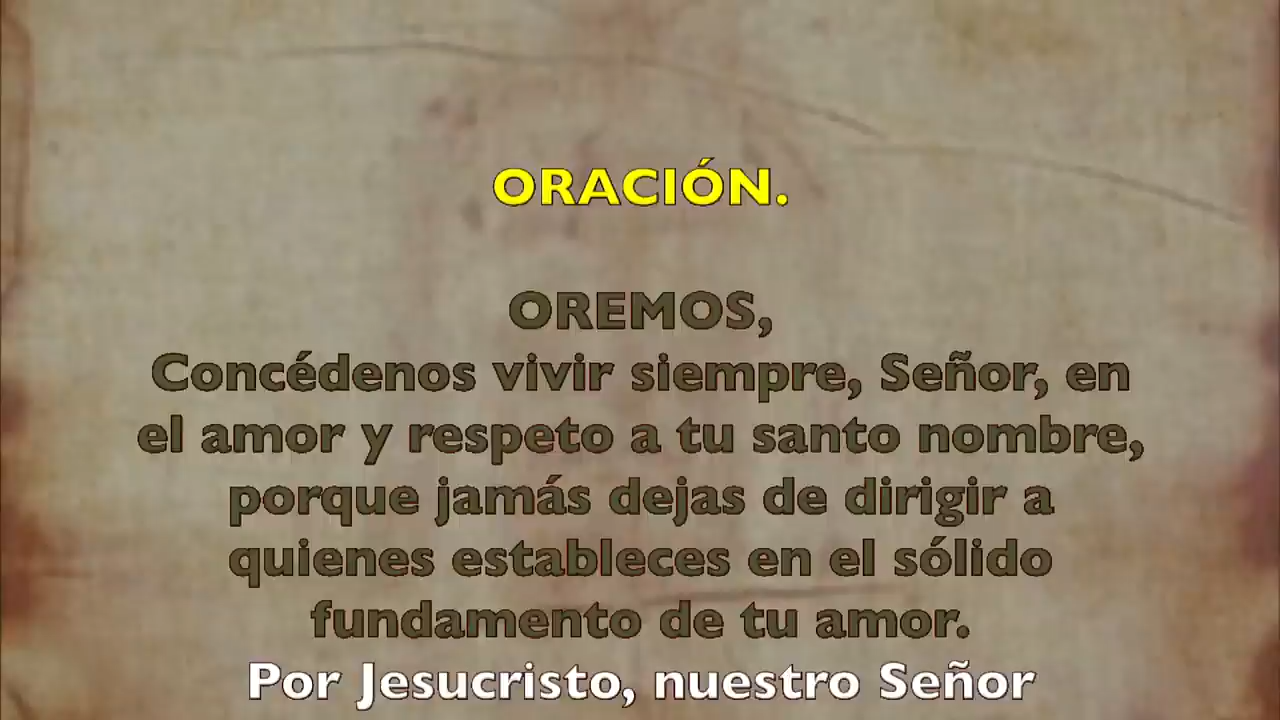 ORACIÓN.
OREMOS,
Concédenos vivir siempre, Señor, en
el amor y respeto a tu santo nombre,
porque jamás dejas de dirigir a
quienes estableces en el sólido
fundamento de tu amor.
Por Jesucristo, nuestro Señor